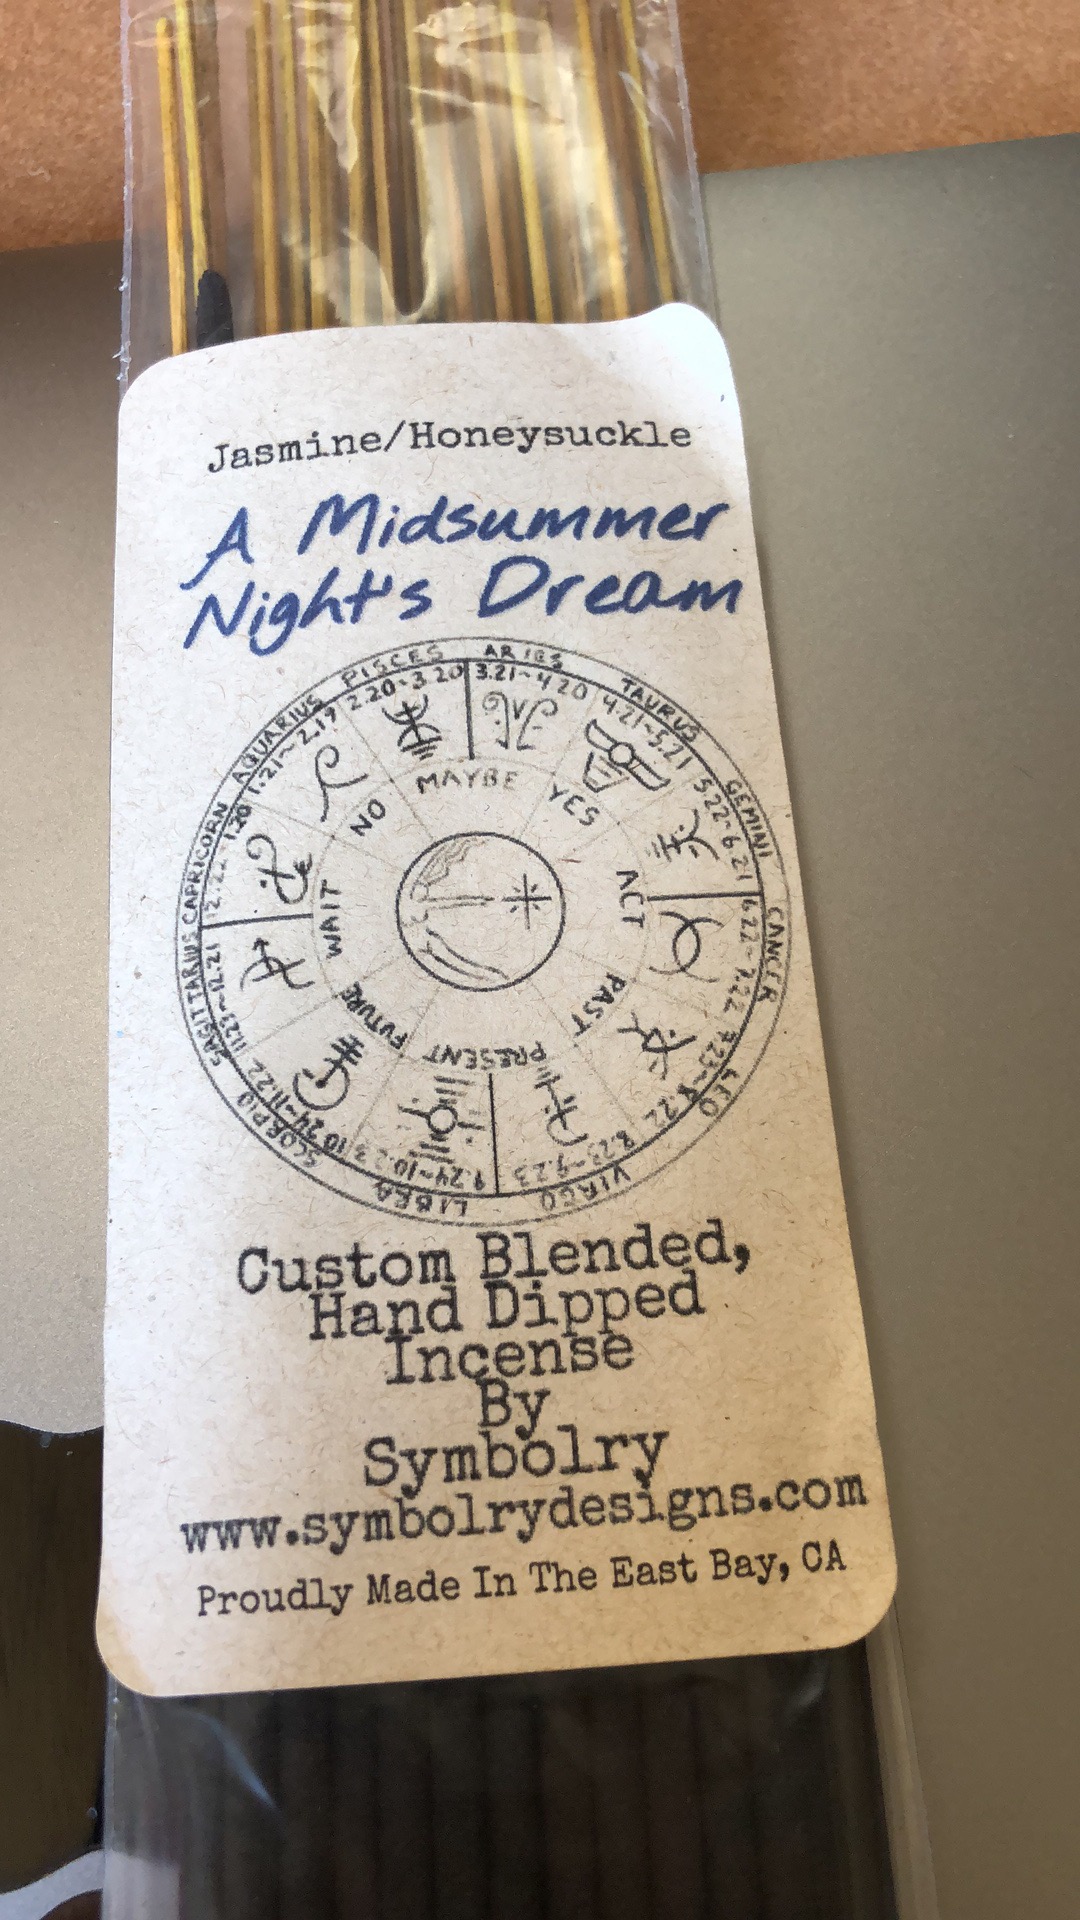 Jasmine/Honeysuckle
A Midsummer
Night's Dream
PISCES
2.20~3.20
ARIES
3.21~4.20
TAURUS
4.21~5.21
GEMINI
5.22~6.21
CANCER
6.22~7.22
LEO
7.23~8.22
VIRGO
8.23~9.23
LIBRA
9.24~10.23
SCORPIO
10.24~11.22
SAGITTARIUS
11.23~12.21
CAPRICORN
12.22 1.20
AQUARIUS
1.21~2.19
MAYBE
YES
ACT
PAST
PRESENT
FUTURE
WAIT
NO
Custom Blended,
Hand Dipped
Incense
By
Symbolry
www.symbolrydesigns.com
Proudly Made In The East Bay, CA